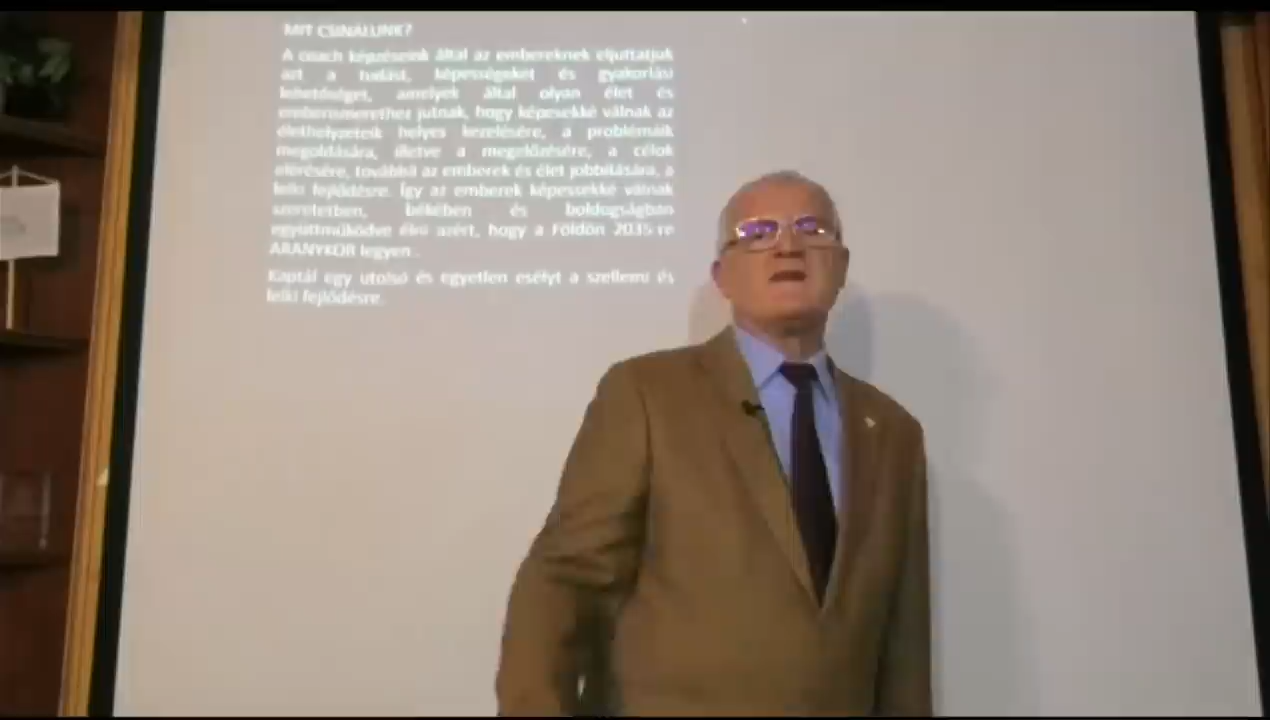 MIT CSINÁLUNK?
A coach képzéseink által az embereknek eljuttatjuk
azt a tudást, képességeket és gyakorlási
lehetőséget, amelyek által olyan élet és
emberismerethez jutnak, hogy képesekké válnak az
élethelyzeteik helyes kezelésére, a problémáik
megoldására, illetve a megelőzésére, a célok
elérésére, továbbá az emberek és élet jobbítására, a
lelki fejlődésre. Így az emberek képessekké válnak
szeretetben, békében és boldogságban
együttműködve élni azért, hogy a Földön 2035-re
ARANYKOR legyen.
Kaptál egy utolsó és egyetlen esélyt a szellemi és
lelki fejlődésre.